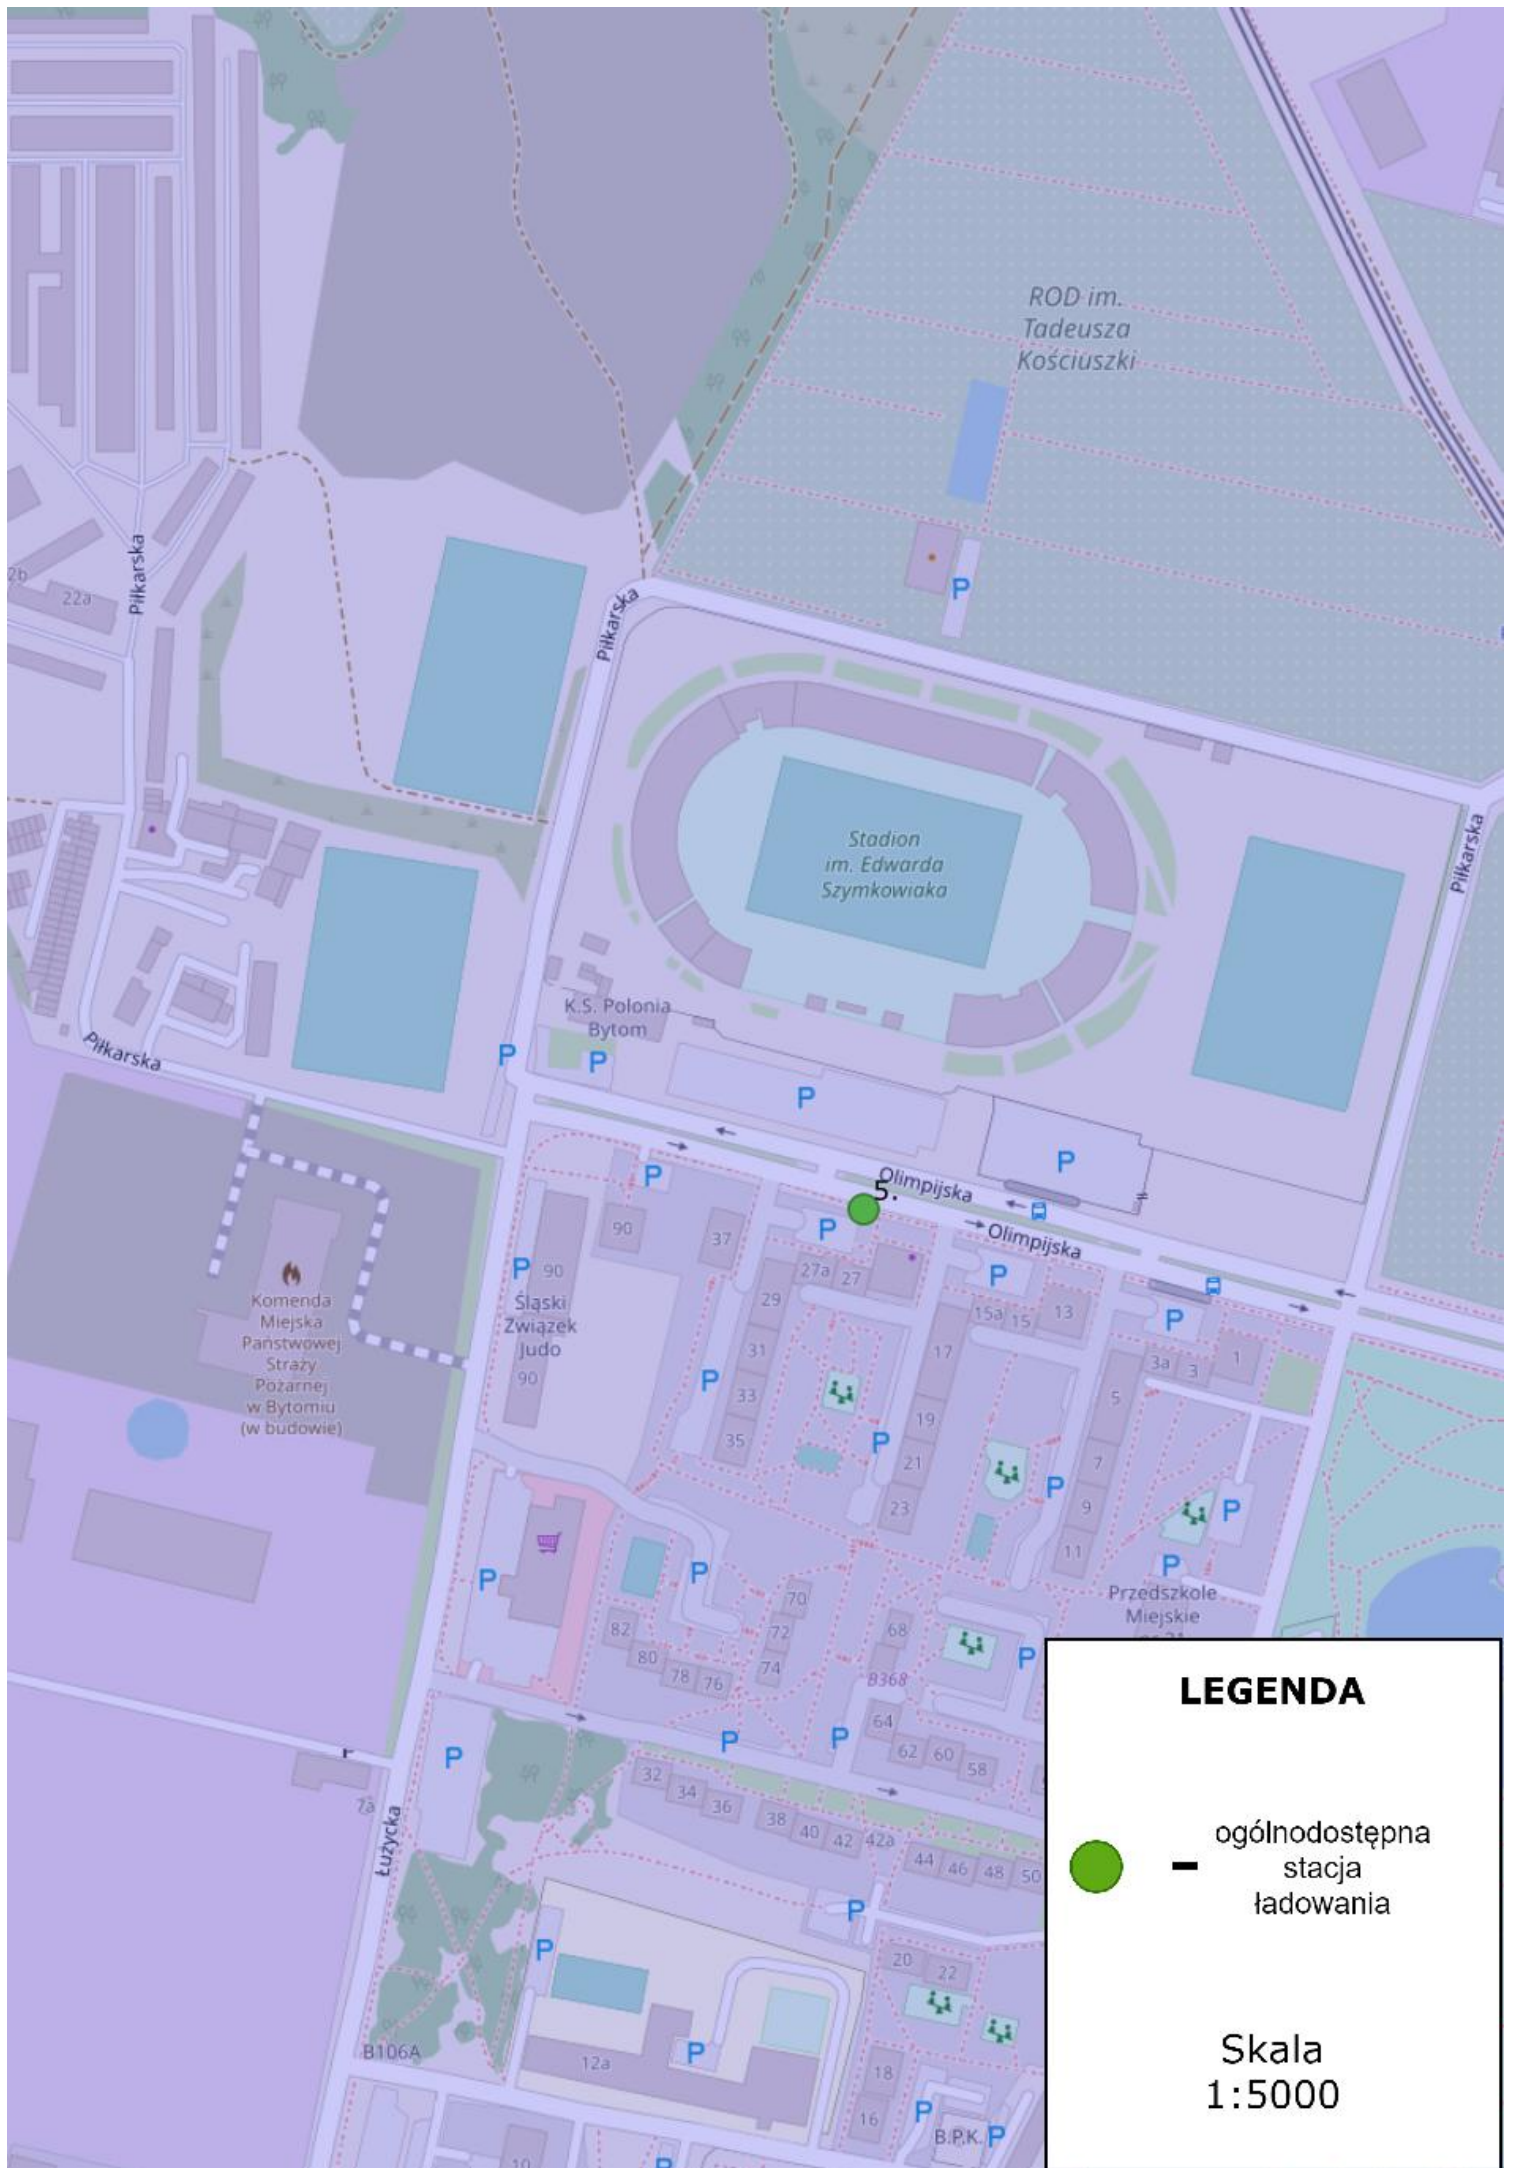 ROD im.
Tadeusza
Kościuszki
Piłkarska
2b
22a
Piłkarska
Stadion
im. Edwarda
Szymkowiaka
Piłkarska
K.S. Polonia
Bytom
Piłkarska
P
P
P
P
P
P
Olimpijska
5.
Olimpijska
P
P
P
P
90
37
90
Śląski
Związek
Judo
90
27a
27
29
31
33
35
15a
15
13
17
19
21
23
3a
3
1
5
7
9
11
Komenda
Miejska
Państwowej
Straży
Pożarnej
w Bytomiu
(w budowie)
P
P
P
P
P
P
P
Przedszkole
Miejskie
82
80
78
76
70
72
74
68
B368
P
64
62
60
58
P
P
P
32
34
36
38
40
42
42a
44
46
48
50
7a
Łużycka
P
P
20
22
B106A
12a
P
18
16
P
B.P.K.
P
10
P
LEGENDA
- ogólnodostępna
stacja
ładowania
Skala
1:5000